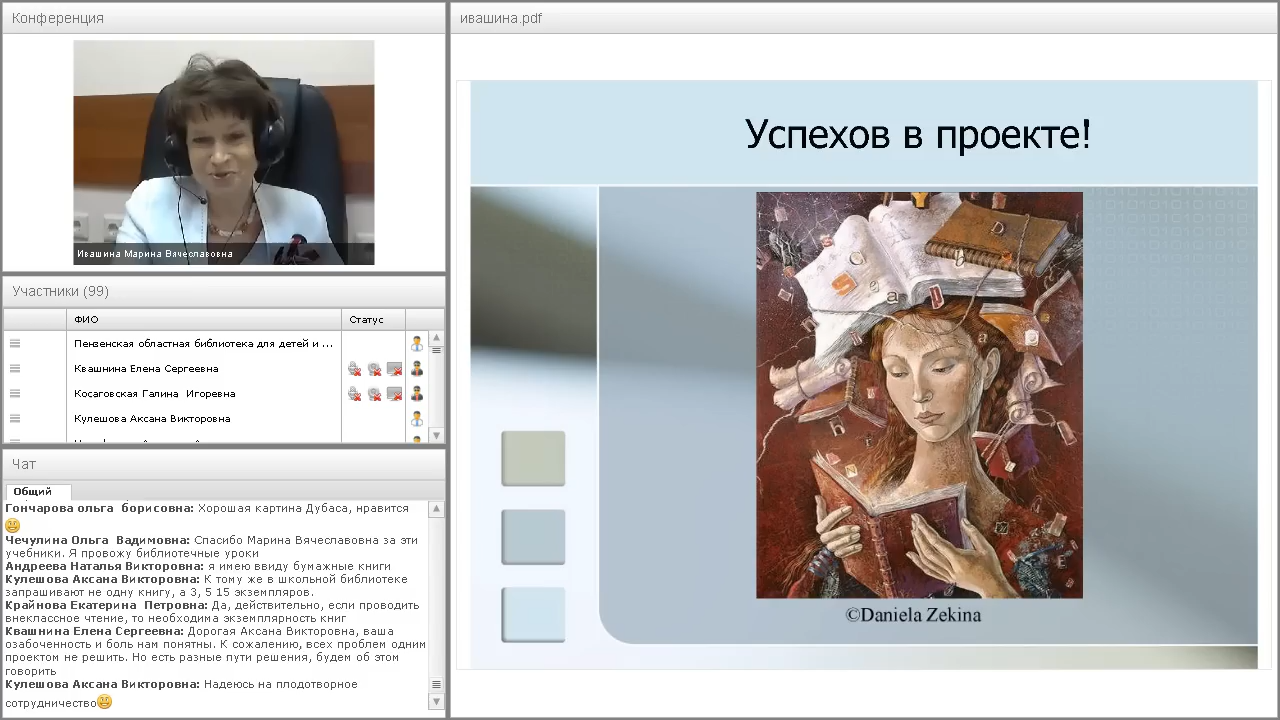 Конференция
Ивашина Марина Вячеславовна
Участники (99)
ФИО
Статус
Пензенская областная библиотека для детей и ...
Квашнина Елена Сергеевна
Косаговская Галина Игоревна
Кулешова Аксана Викторовна
Чат
Общий
Гончарова ольга борисовна: Хорошая картина Дубаса, нравится
Чечулина Ольга Вадимовна: Спасибо Марина Вячеславовна за эти
учебники. Я провожу библиотечные уроки
Андреева Наталья Викторовна: я имею ввиду бумажные книги
Кулешова Аксана Викторовна: К тому же в школьной библиотеке
запрашивают не одну книгу, а 3, 5 15 экземпляров.
Крайнова Екатерина Петровна: Да, действительно, если проводить
внеклассное чтение, то необходима экземплярность книг
Квашнина Елена Сергеевна: Дорогая Аксана Викторовна, ваша
озабоченность и боль нам понятны. К сожалению, всех проблем одним
проектом не решить. Но есть разные пути решения, будем об этом
говорить
Кулешова Аксана Викторовна: Надеюсь на плодотворное
сотрудничество
ивашина.pdf
Успехов в проекте!
©Daniela Zekina